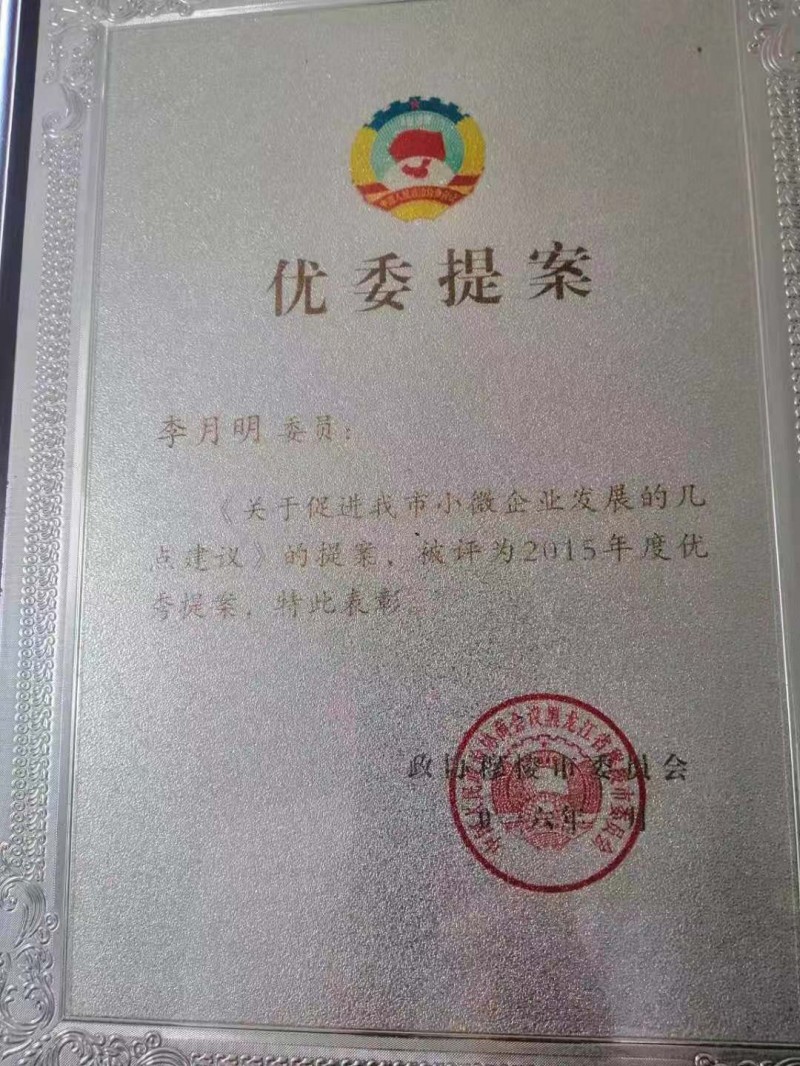 优委提案
李月明 委员:
《关于促进我市小微企业发展的几
点建议》的提案, 被评为2015年度优
秀提案, 特此表彰。
政协穆棱市委员会
六年